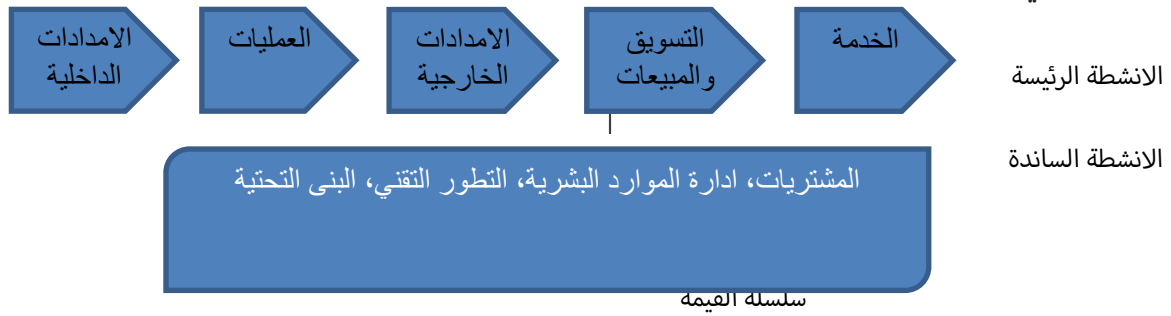 الامدادات
الداخلية
العمليات
الامدادات
الخارجية
التسويق
والمبيعات
الخدمة
الانشطة الرئيسة
الانشطة الساندة
المشتريات، ادارة الموارد البشرية، التطور التقني، البنى التحتية
سلسلة القيمة